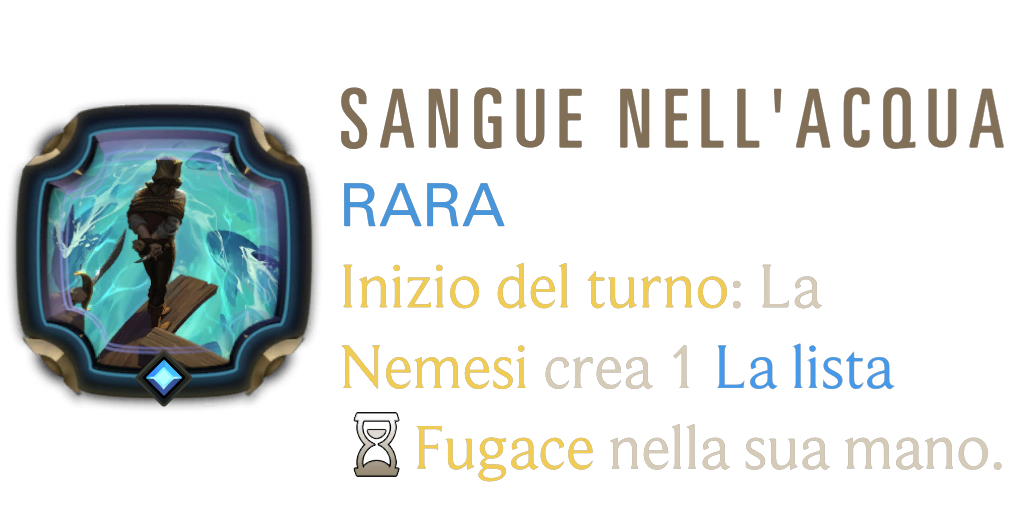 SANGUE NELL'ACQUA
RARA
Inizio del turno: La
Nemesi crea 1 La lista
Fugace nella sua mano.